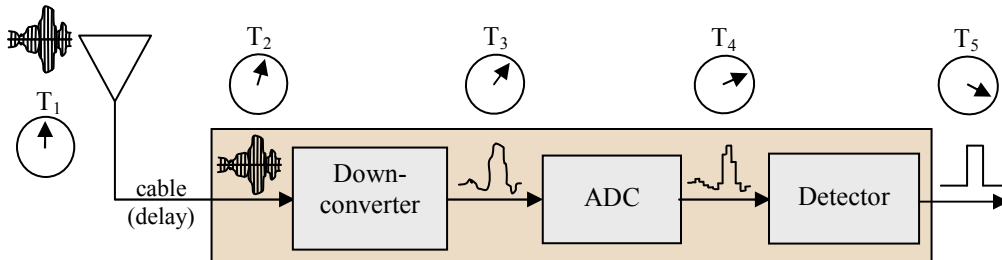 T2
T3
T4
T5
T1
Down-
converter
ADC
Detector
cable
(delay)